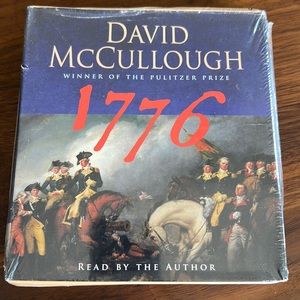 DAVID
McCULLOUGH
WINNER OF THE PULITZER PRIZE
1776
READ BY THE AUTHOR